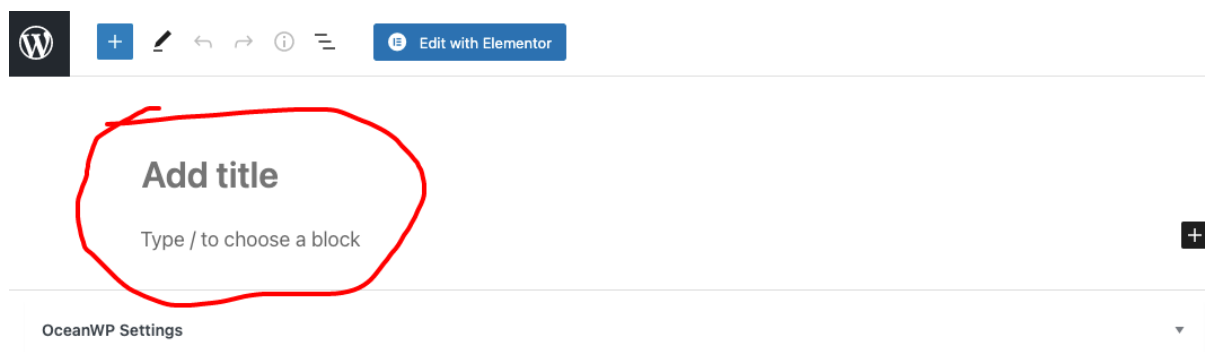 Edit with Elementor
Add title
Type / to choose a block
OceanWP Settings